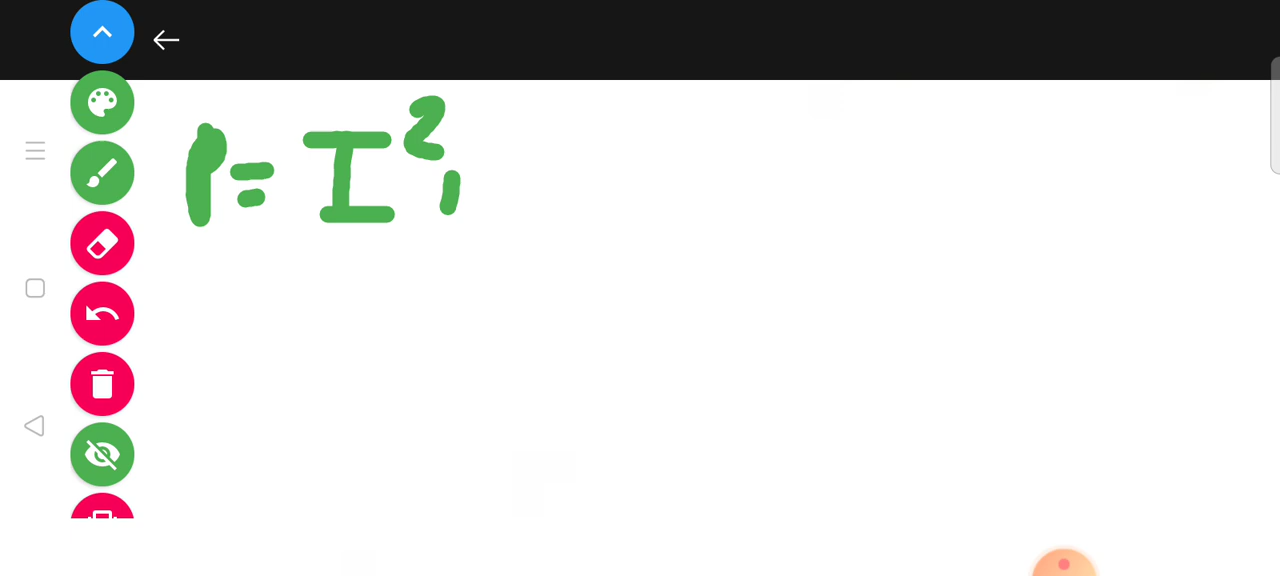 P = I²